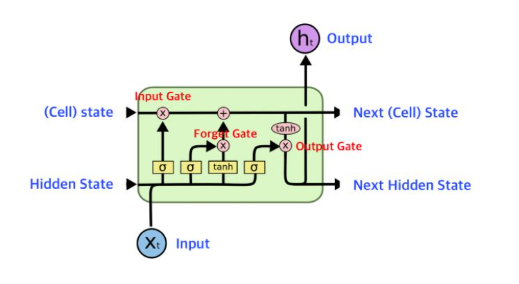 ht Output
Input Gate
(Cell) state x + Next (Cell) State
tanh
Forget Gate
x x Output Gate
σ σ tanh σ
Hidden State Next Hidden State
Xt Input